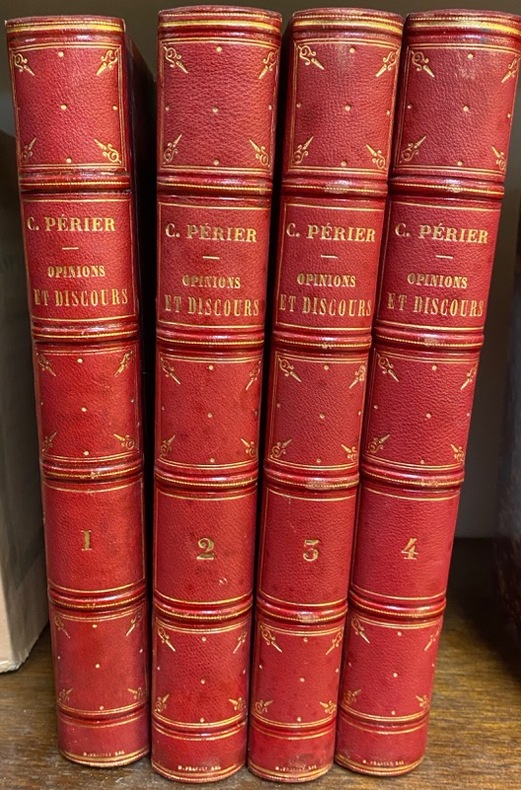 C. PÉRIER
OPINIONS
ET DISCOURS
1
C. PÉRIER
OPINIONS
ET DISCOURS
2
C. PÉRIER
OPINIONS
ET DISCOURS
3
C. PÉRIER
OPINIONS
ET DISCOURS
4